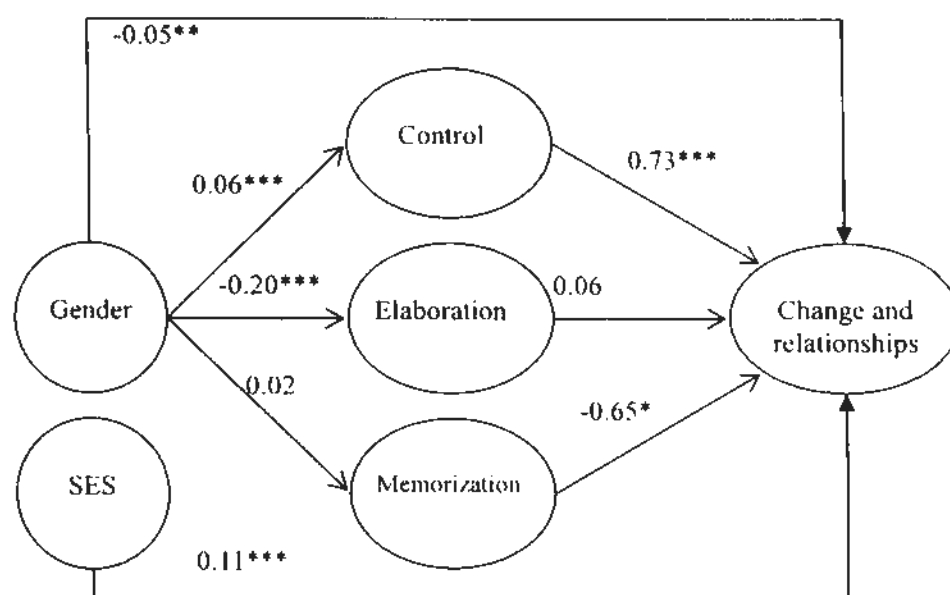 -0.05**
Control
0.06***
0.73***
-0.20***
0.06
Gender
Elaboration
Change and
relationships
0.02
-0.65*
SES
Memorization
0.11***